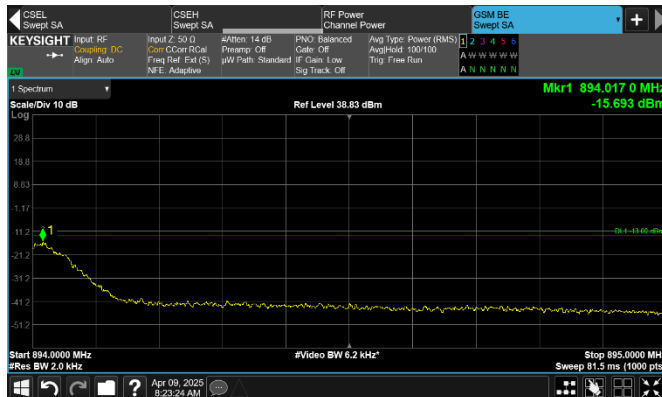 CSEL
Swept SA
CSEH
Swept SA
RF Power
Channel Power
GSM BE
Swept SA
KEYSIGHT
Input: RF
Coupling: DC
Align: Auto
Input Z: 50 Ω
Corr CCorr RCal
Freq Ref: Ext (S)
NFE: Adaptive
#Atten: 14 dB
Preamp: Off
µW Path: Standard
PNO: Balanced
Gate: Off
IF Gain: Low
Sig Track: Off
Avg Type: Power (RMS)
Avg|Hold: 100/100
Trig: Free Run
1 2 3 4 5 6
A W W W W W
A N N N N N
LV
1 Spectrum
Scale/Div 10 dB
Log
Ref Level 38.83 dBm
Mkr1 894.017 0 MHz
-15.693 dBm
28.8
18.8
8.83
-1.17
-11.2
-21.2
-31.2
-41.2
-51.2
1
DL1 -13.00 dBm
Start 894.0000 MHz
#Res BW 2.0 kHz
#Video BW 6.2 kHz*
Stop 895.0000 MH
Sweep 81.5 ms (1000 pts
Apr 09, 2025
8:23:24 AM